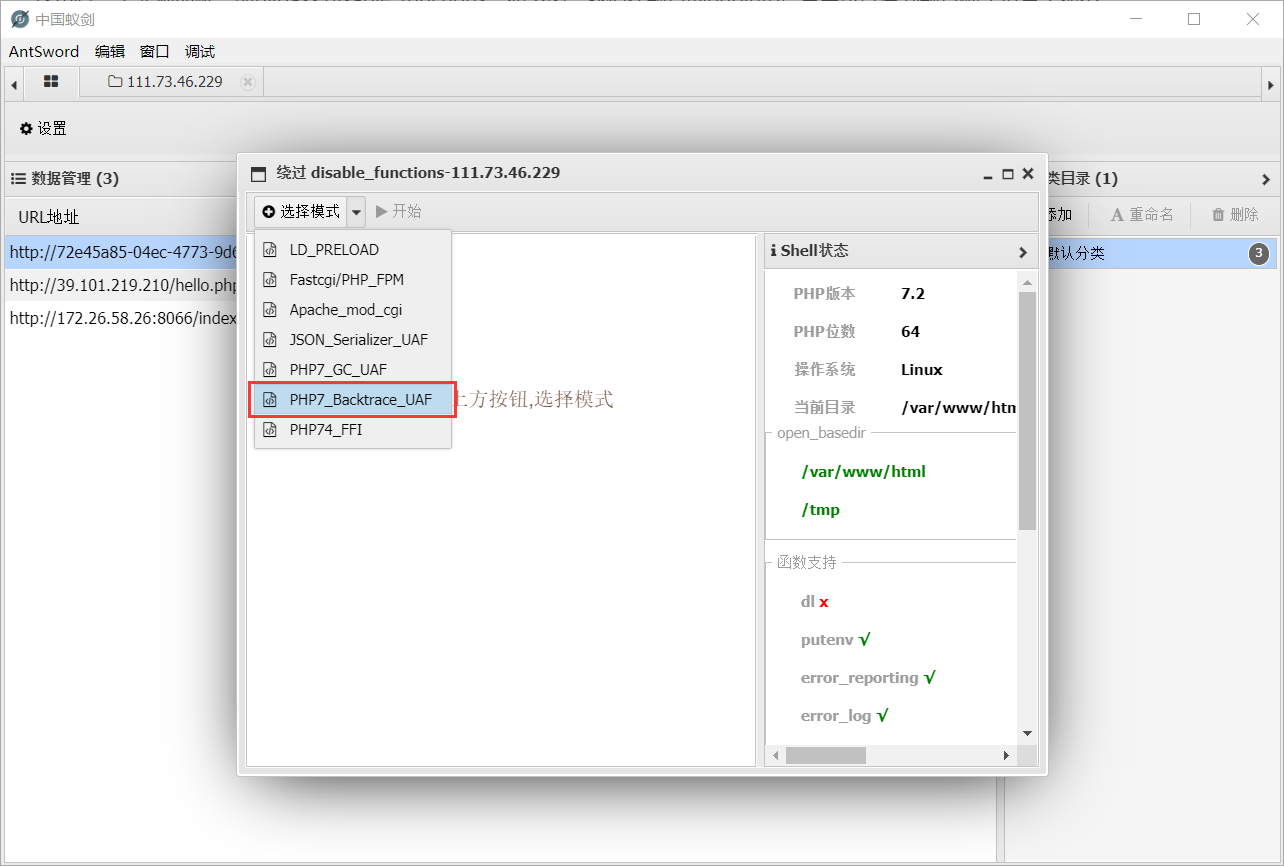 中国蚁剑
AntSword 编辑 窗口 调试
111.73.46.229
设置
数据管理 (3)
URL地址
http://72e45a85-04ec-4773-9d6
http://39.101.219.210/hello.php
http://172.26.58.26:8066/index
绕过 disable_functions-111.73.46.229
选择模式 开始
LD_PRELOAD
Fastcgi/PHP_FPM
Apache_mod_cgi
JSON_Serializer_UAF
PHP7_GC_UAF
PHP7_Backtrace_UAF
PHP74_FFI
上方按钮,选择模式
Shell状态
PHP版本 7.2
PHP位数 64
操作系统 Linux
当前目录 /var/www/htm
open_basedir
/var/www/html
/tmp
函数支持
dl x
putenv √
error_reporting √
error_log √
类目录 (1)
添加 重命名 删除
默认分类 3